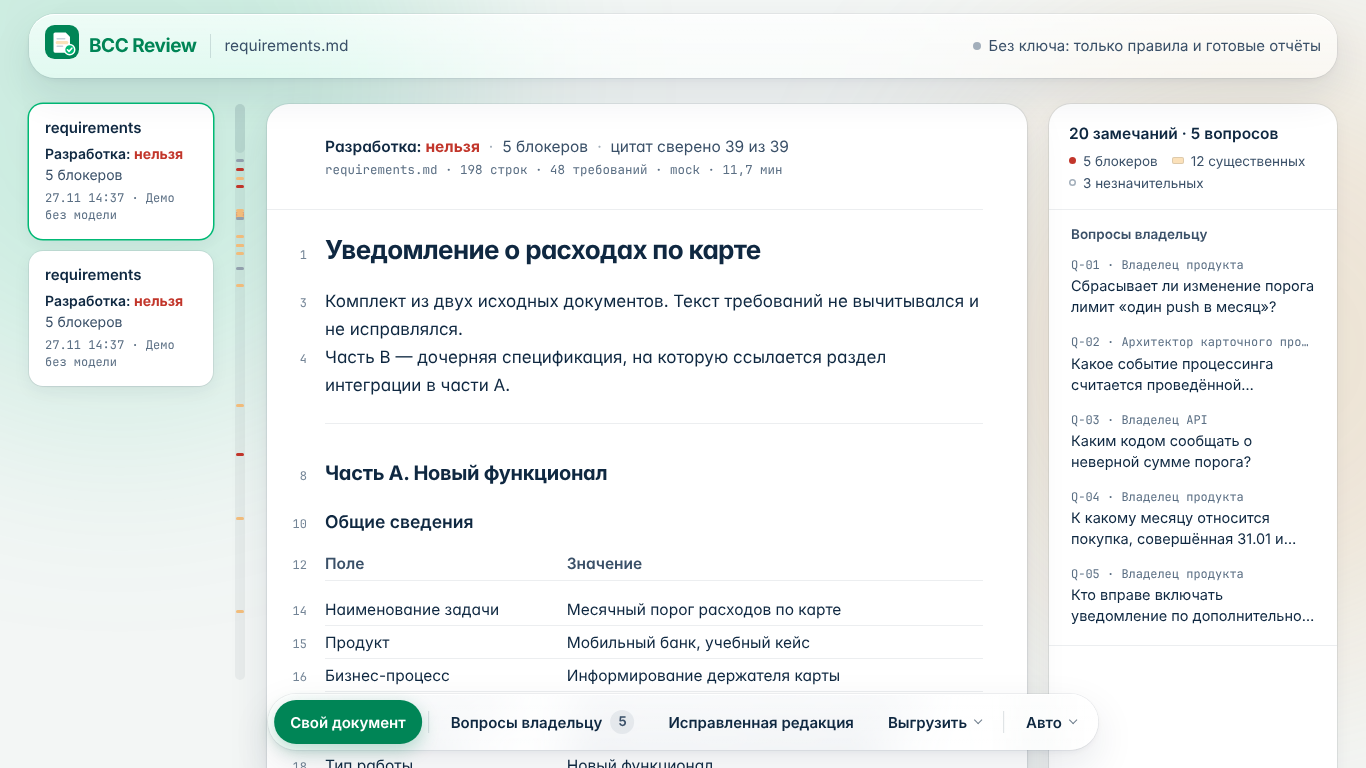 BCC Review
requirements.md
Без ключа: только правила и готовые отчёты
requirements
Разработка: нельзя
5 блокеров
27.11 14:37 · Демо
без модели
requirements
Разработка: нельзя
5 блокеров
27.11 14:37 · Демо
без модели
Разработка: нельзя · 5 блокеров · цитат сверено 39 из 39
requirements.md · 198 строк · 48 требований · mock · 11,7 мин
1 Уведомление о расходах по карте
3 Комплект из двух исходных документов. Текст требований не вычитывался и
не исправлялся.
4 Часть B — дочерняя спецификация, на которую ссылается раздел
интеграции в части A.
8 Часть A. Новый функционал
10 Общие сведения
12 Поле Значение
14 Наименование задачи Месячный порог расходов по карте
15 Продукт Мобильный банк, учебный кейс
16 Бизнес-процесс Информирование держателя карты
18 Тип работы Новый функционал
20 замечаний · 5 вопросов
5 блокеров 12 существенных
3 незначительных
Вопросы владельцу
Q-01 · Владелец продукта
Сбрасывает ли изменение порога
лимит «один push в месяц»?
Q-02 · Архитектор карточного про…
Какое событие процессинга
считается проведённой…
Q-03 · Владелец API
Каким кодом сообщать о
неверной сумме порога?
Q-04 · Владелец продукта
К какому месяцу относится
покупка, совершённая 31.01 и…
Q-05 · Владелец продукта
Кто вправе включать
уведомление по дополнительно…
Свой документ
Вопросы владельцу 5
Исправленная редакция
Выгрузить
Авто